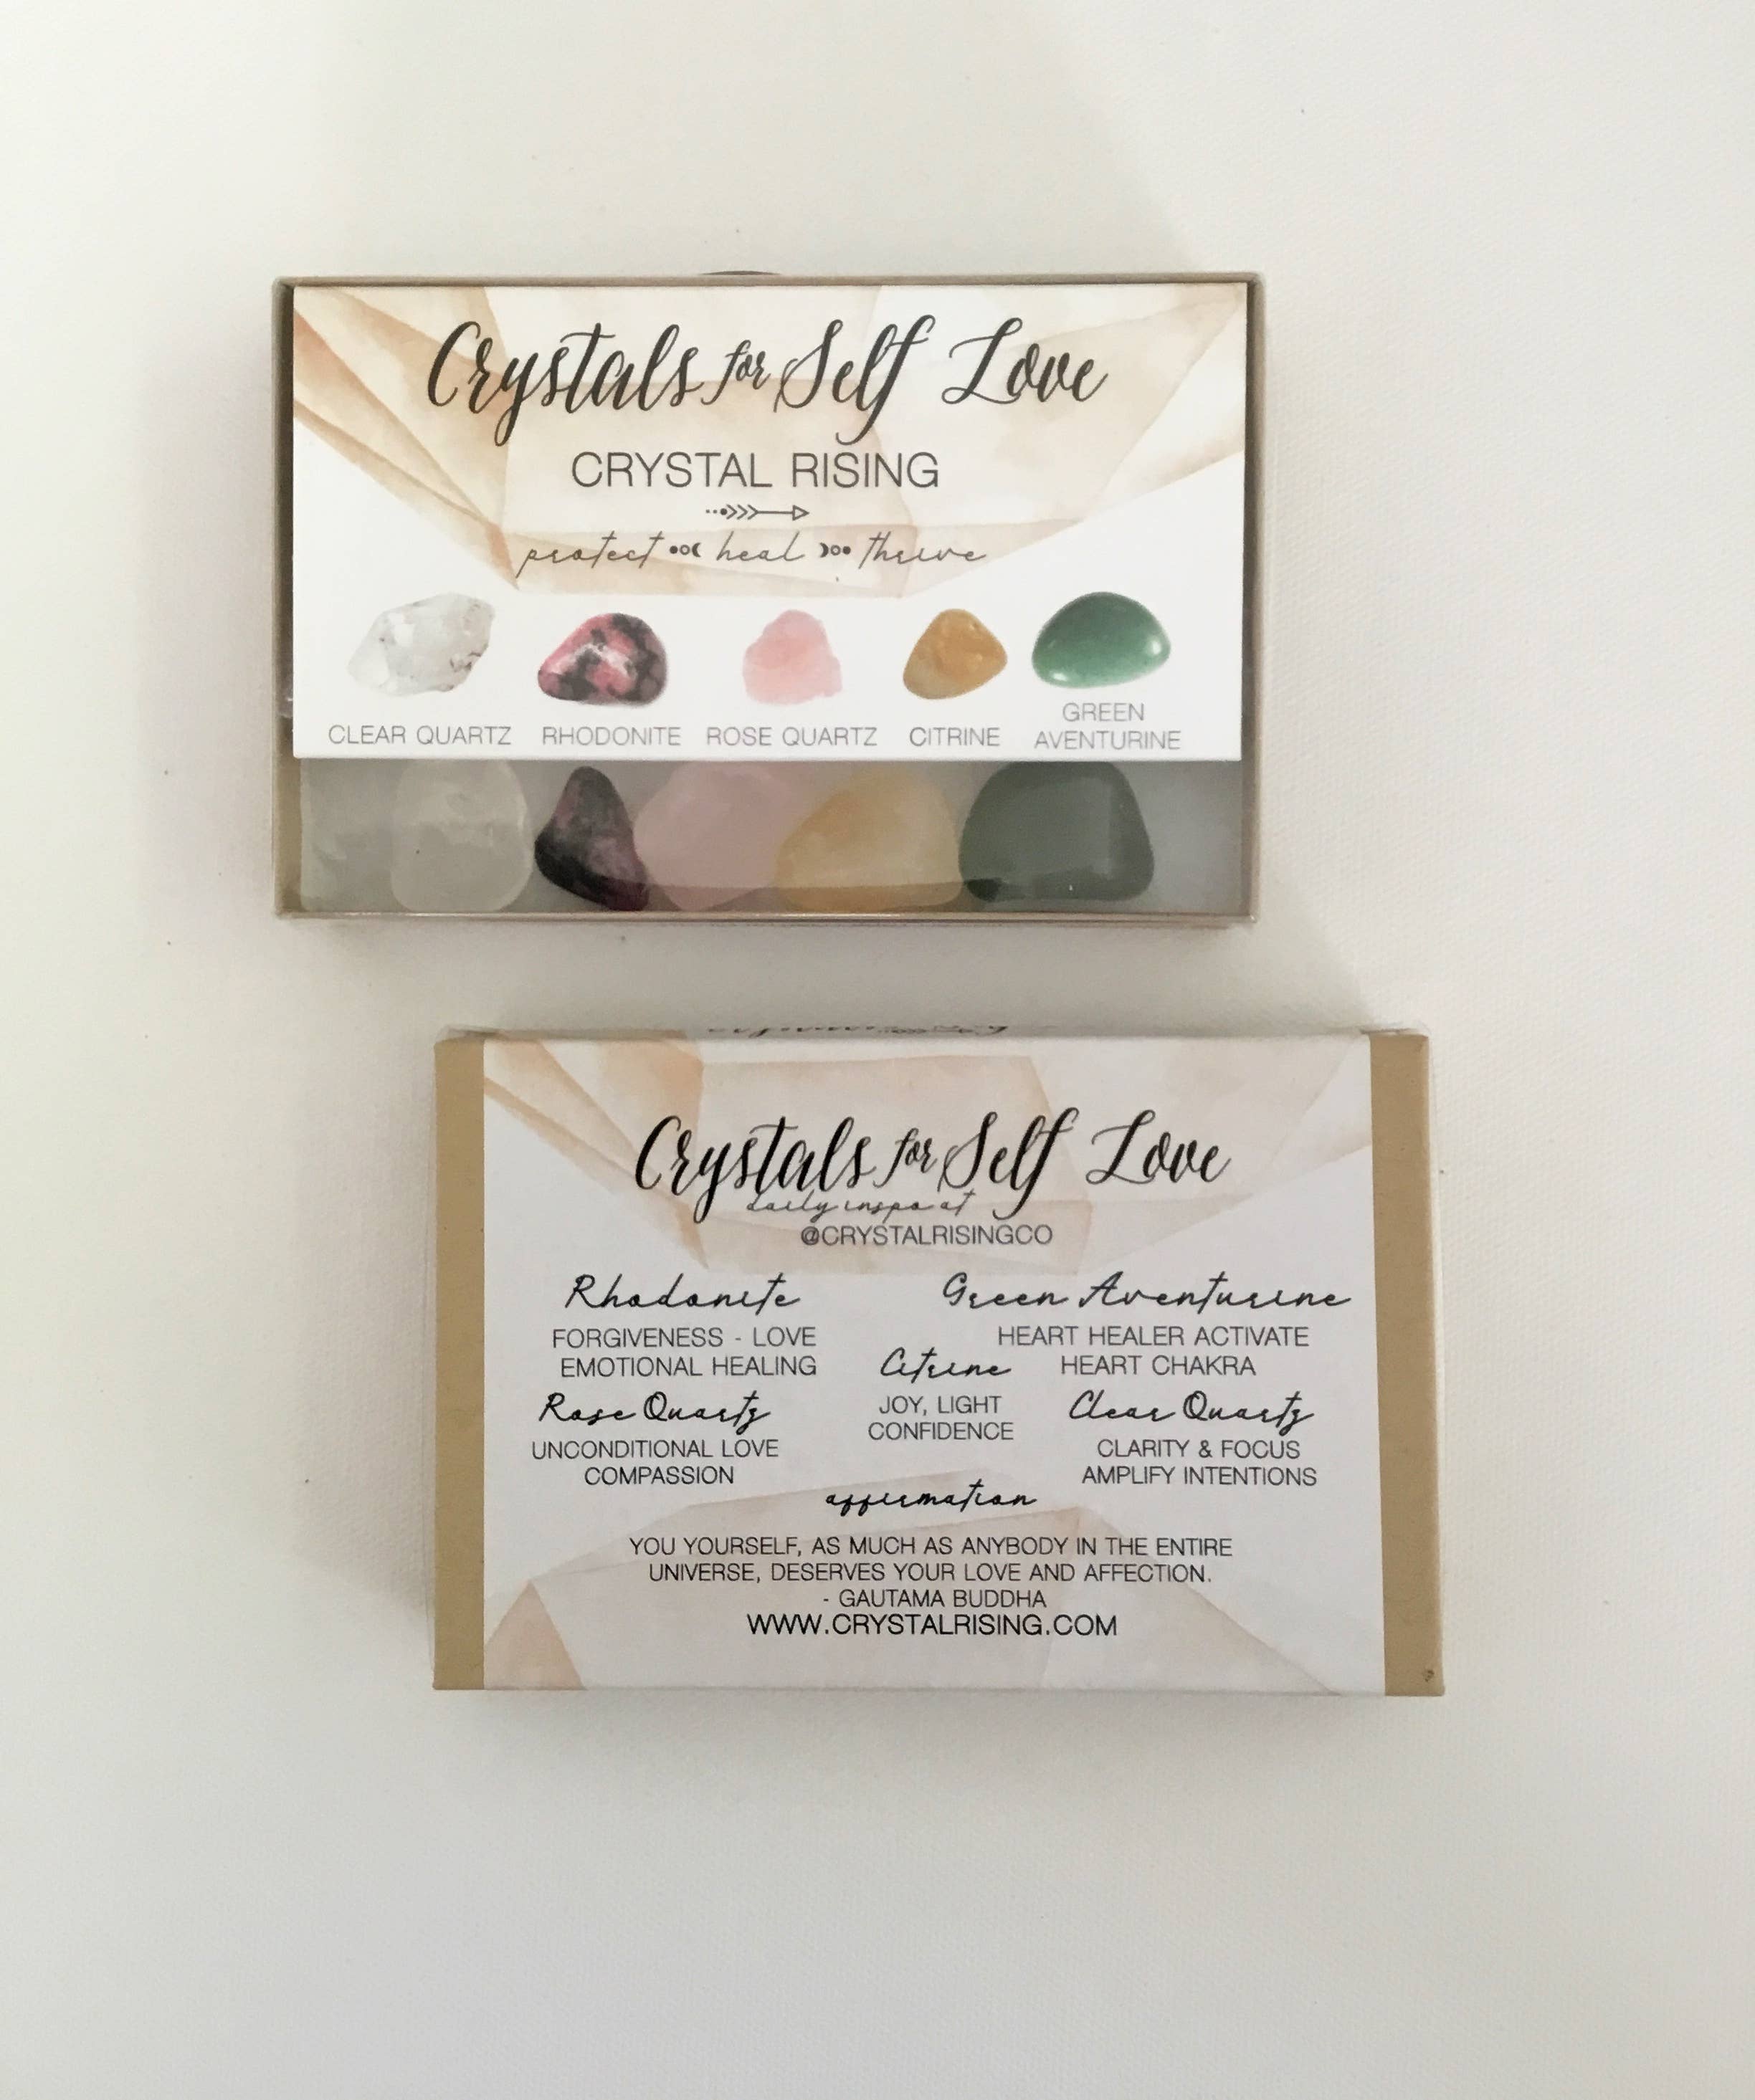 Crystals for Self Love
CRYSTAL RISING
protect heal thrive
CLEAR QUARTZ
RHODONITE
ROSE QUARTZ
CITRINE
GREEN
AVENTURINE
Crystals for Self Love
daily inspo at
@CRYSTALRISINGCO
Rhodonite
FORGIVENESS - LOVE
EMOTIONAL HEALING
Green Aventurine
HEART HEALER ACTIVATE
HEART CHAKRA
Citrine
JOY, LIGHT
CONFIDENCE
Rose Quartz
UNCONDITIONAL LOVE
COMPASSION
Clear Quartz
CLARITY & FOCUS
AMPLIFY INTENTIONS
affirmation
YOU YOURSELF, AS MUCH AS ANYBODY IN THE ENTIRE
UNIVERSE, DESERVES YOUR LOVE AND AFFECTION.
- GAUTAMA BUDDHA
WWW.CRYSTALRISING.COM